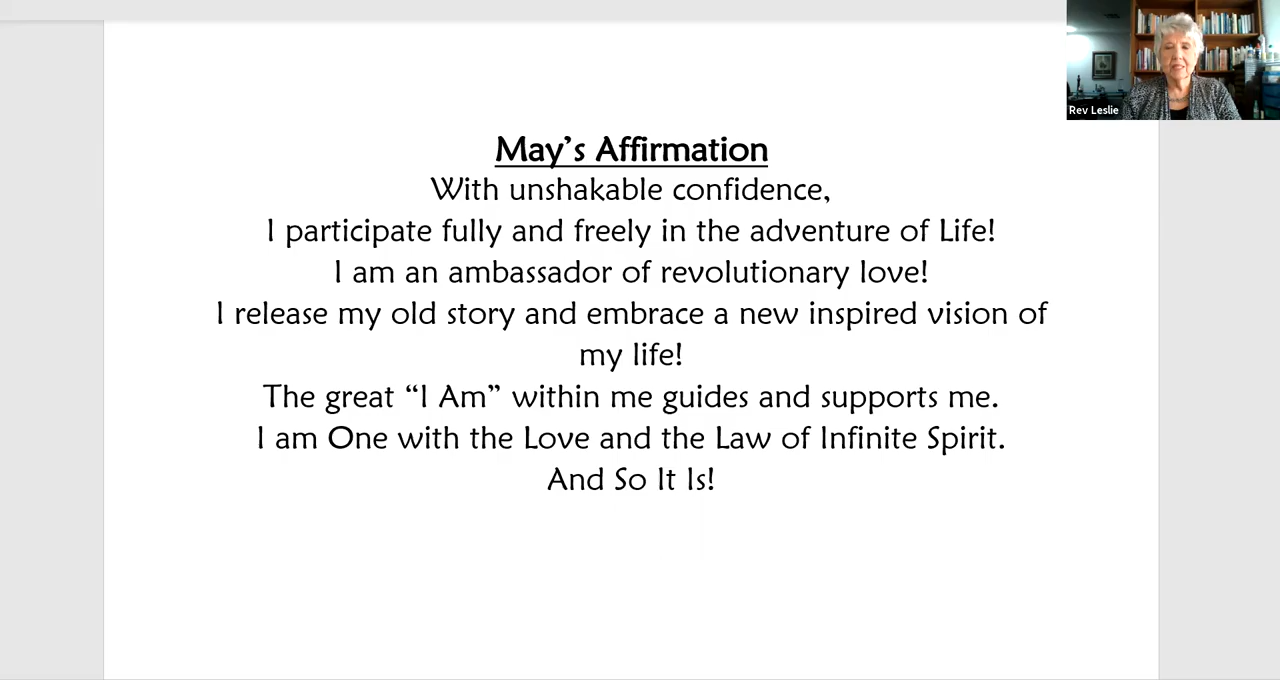 Rev Leslie
May’s Affirmation
With unshakable confidence,
I participate fully and freely in the adventure of Life!
I am an ambassador of revolutionary love!
I release my old story and embrace a new inspired vision of
my life!
The great “I Am” within me guides and supports me.
I am One with the Love and the Law of Infinite Spirit.
And So It Is!